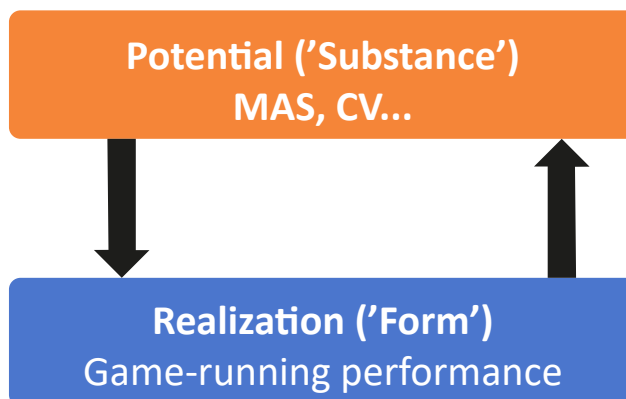 Potential (’Substance’)
MAS, CV...
Realization (’Form’)
Game-running performance